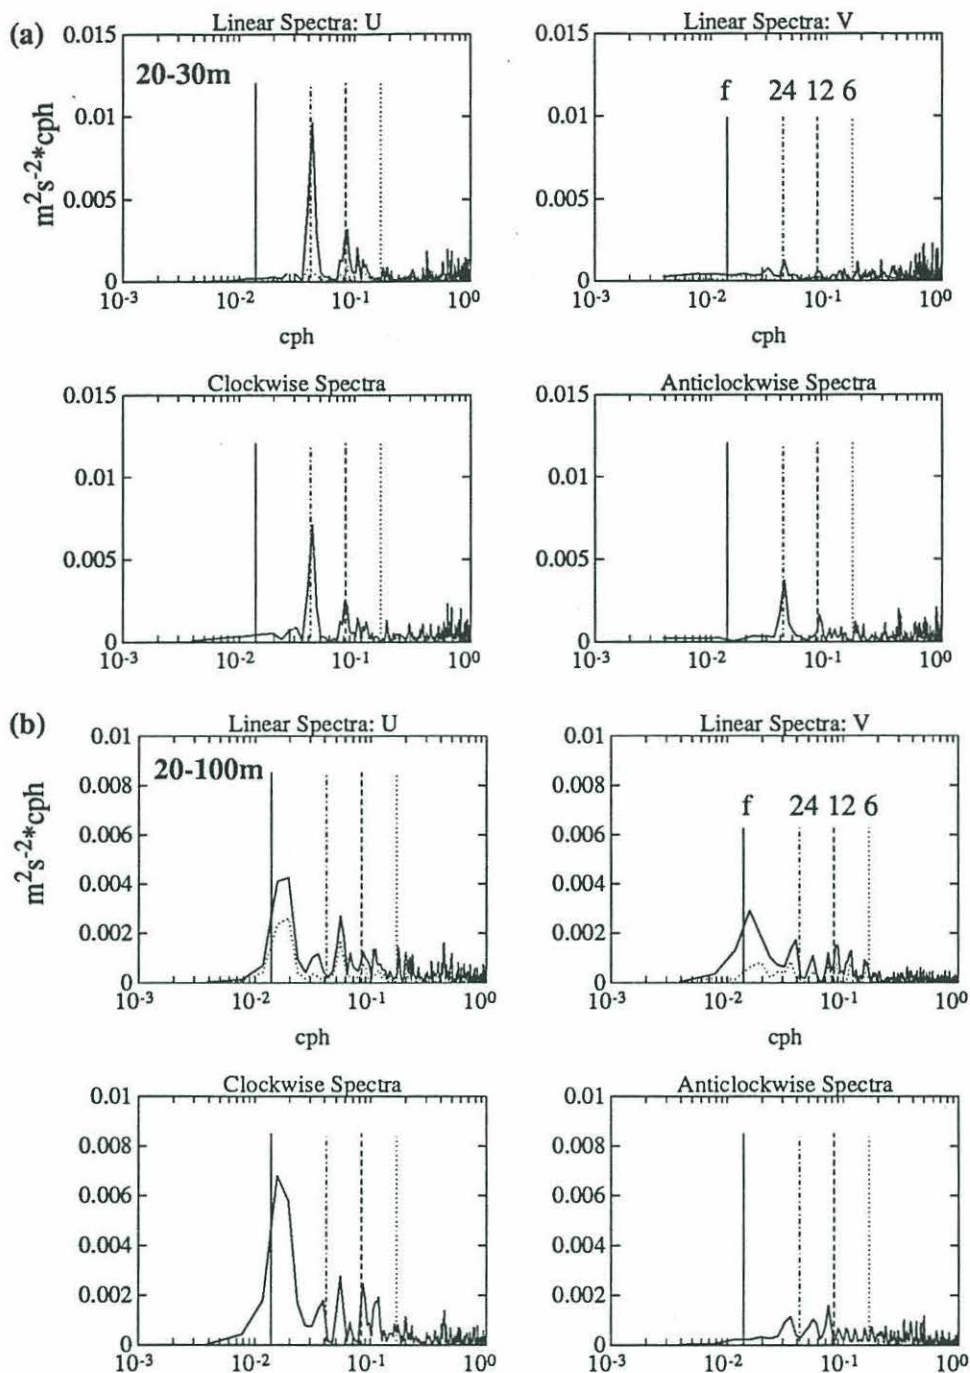 (a)
Linear Spectra: U
Linear Spectra: V
0.015
0.01
0.005
0
m²s⁻²*cph
20-30m
10⁻³ 10⁻² 10⁻¹ 10⁰
cph
0.015
0.01
0.005
0
f 24 12 6
10⁻³ 10⁻² 10⁻¹ 10⁰
cph
Clockwise Spectra
Anticlockwise Spectra
0.015
0.01
0.005
0
10⁻³ 10⁻² 10⁻¹ 10⁰
0.015
0.01
0.005
0
10⁻³ 10⁻² 10⁻¹ 10⁰
(b)
Linear Spectra: U
Linear Spectra: V
0.01
0.008
0.006
0.004
0.002
0
m²s⁻²*cph
20-100m
10⁻³ 10⁻² 10⁻¹ 10⁰
cph
0.01
0.008
0.006
0.004
0.002
0
f 24 12 6
10⁻³ 10⁻² 10⁻¹ 10⁰
cph
Clockwise Spectra
Anticlockwise Spectra
0.01
0.008
0.006
0.004
0.002
0
10⁻³ 10⁻² 10⁻¹ 10⁰
0.01
0.008
0.006
0.004
0.002
0
10⁻³ 10⁻² 10⁻¹ 10⁰